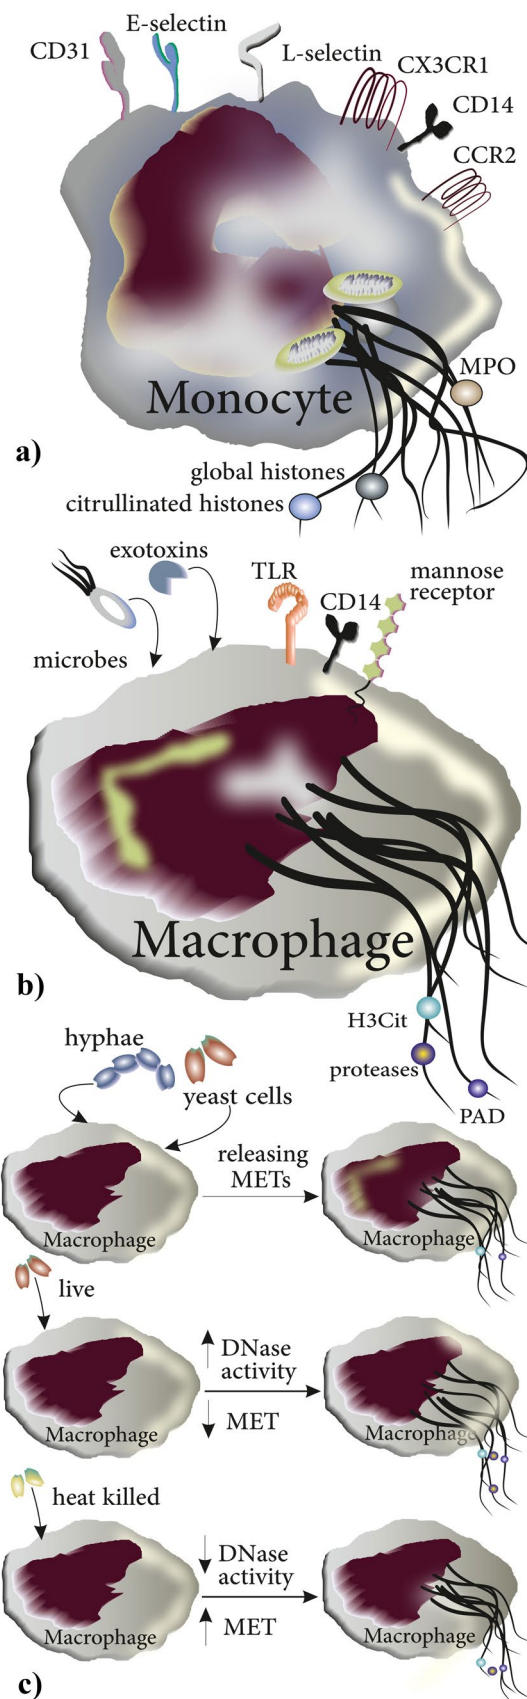 E-selectin
CD31
L-selectin
CX3CR1
CD14
CCR2
MPO
Monocyte
a)
global histones
citrullinated histones
exotoxins
TLR
mannose
receptor
CD14
microbes
Macrophage
b)
H3Cit
proteases
PAD
hyphae
yeast cells
releasing
METs
Macrophage
Macrophage
live
DNase
activity
MET
Macrophage
Macrophage
heat killed
DNase
activity
MET
Macrophage
Macrophage
c)